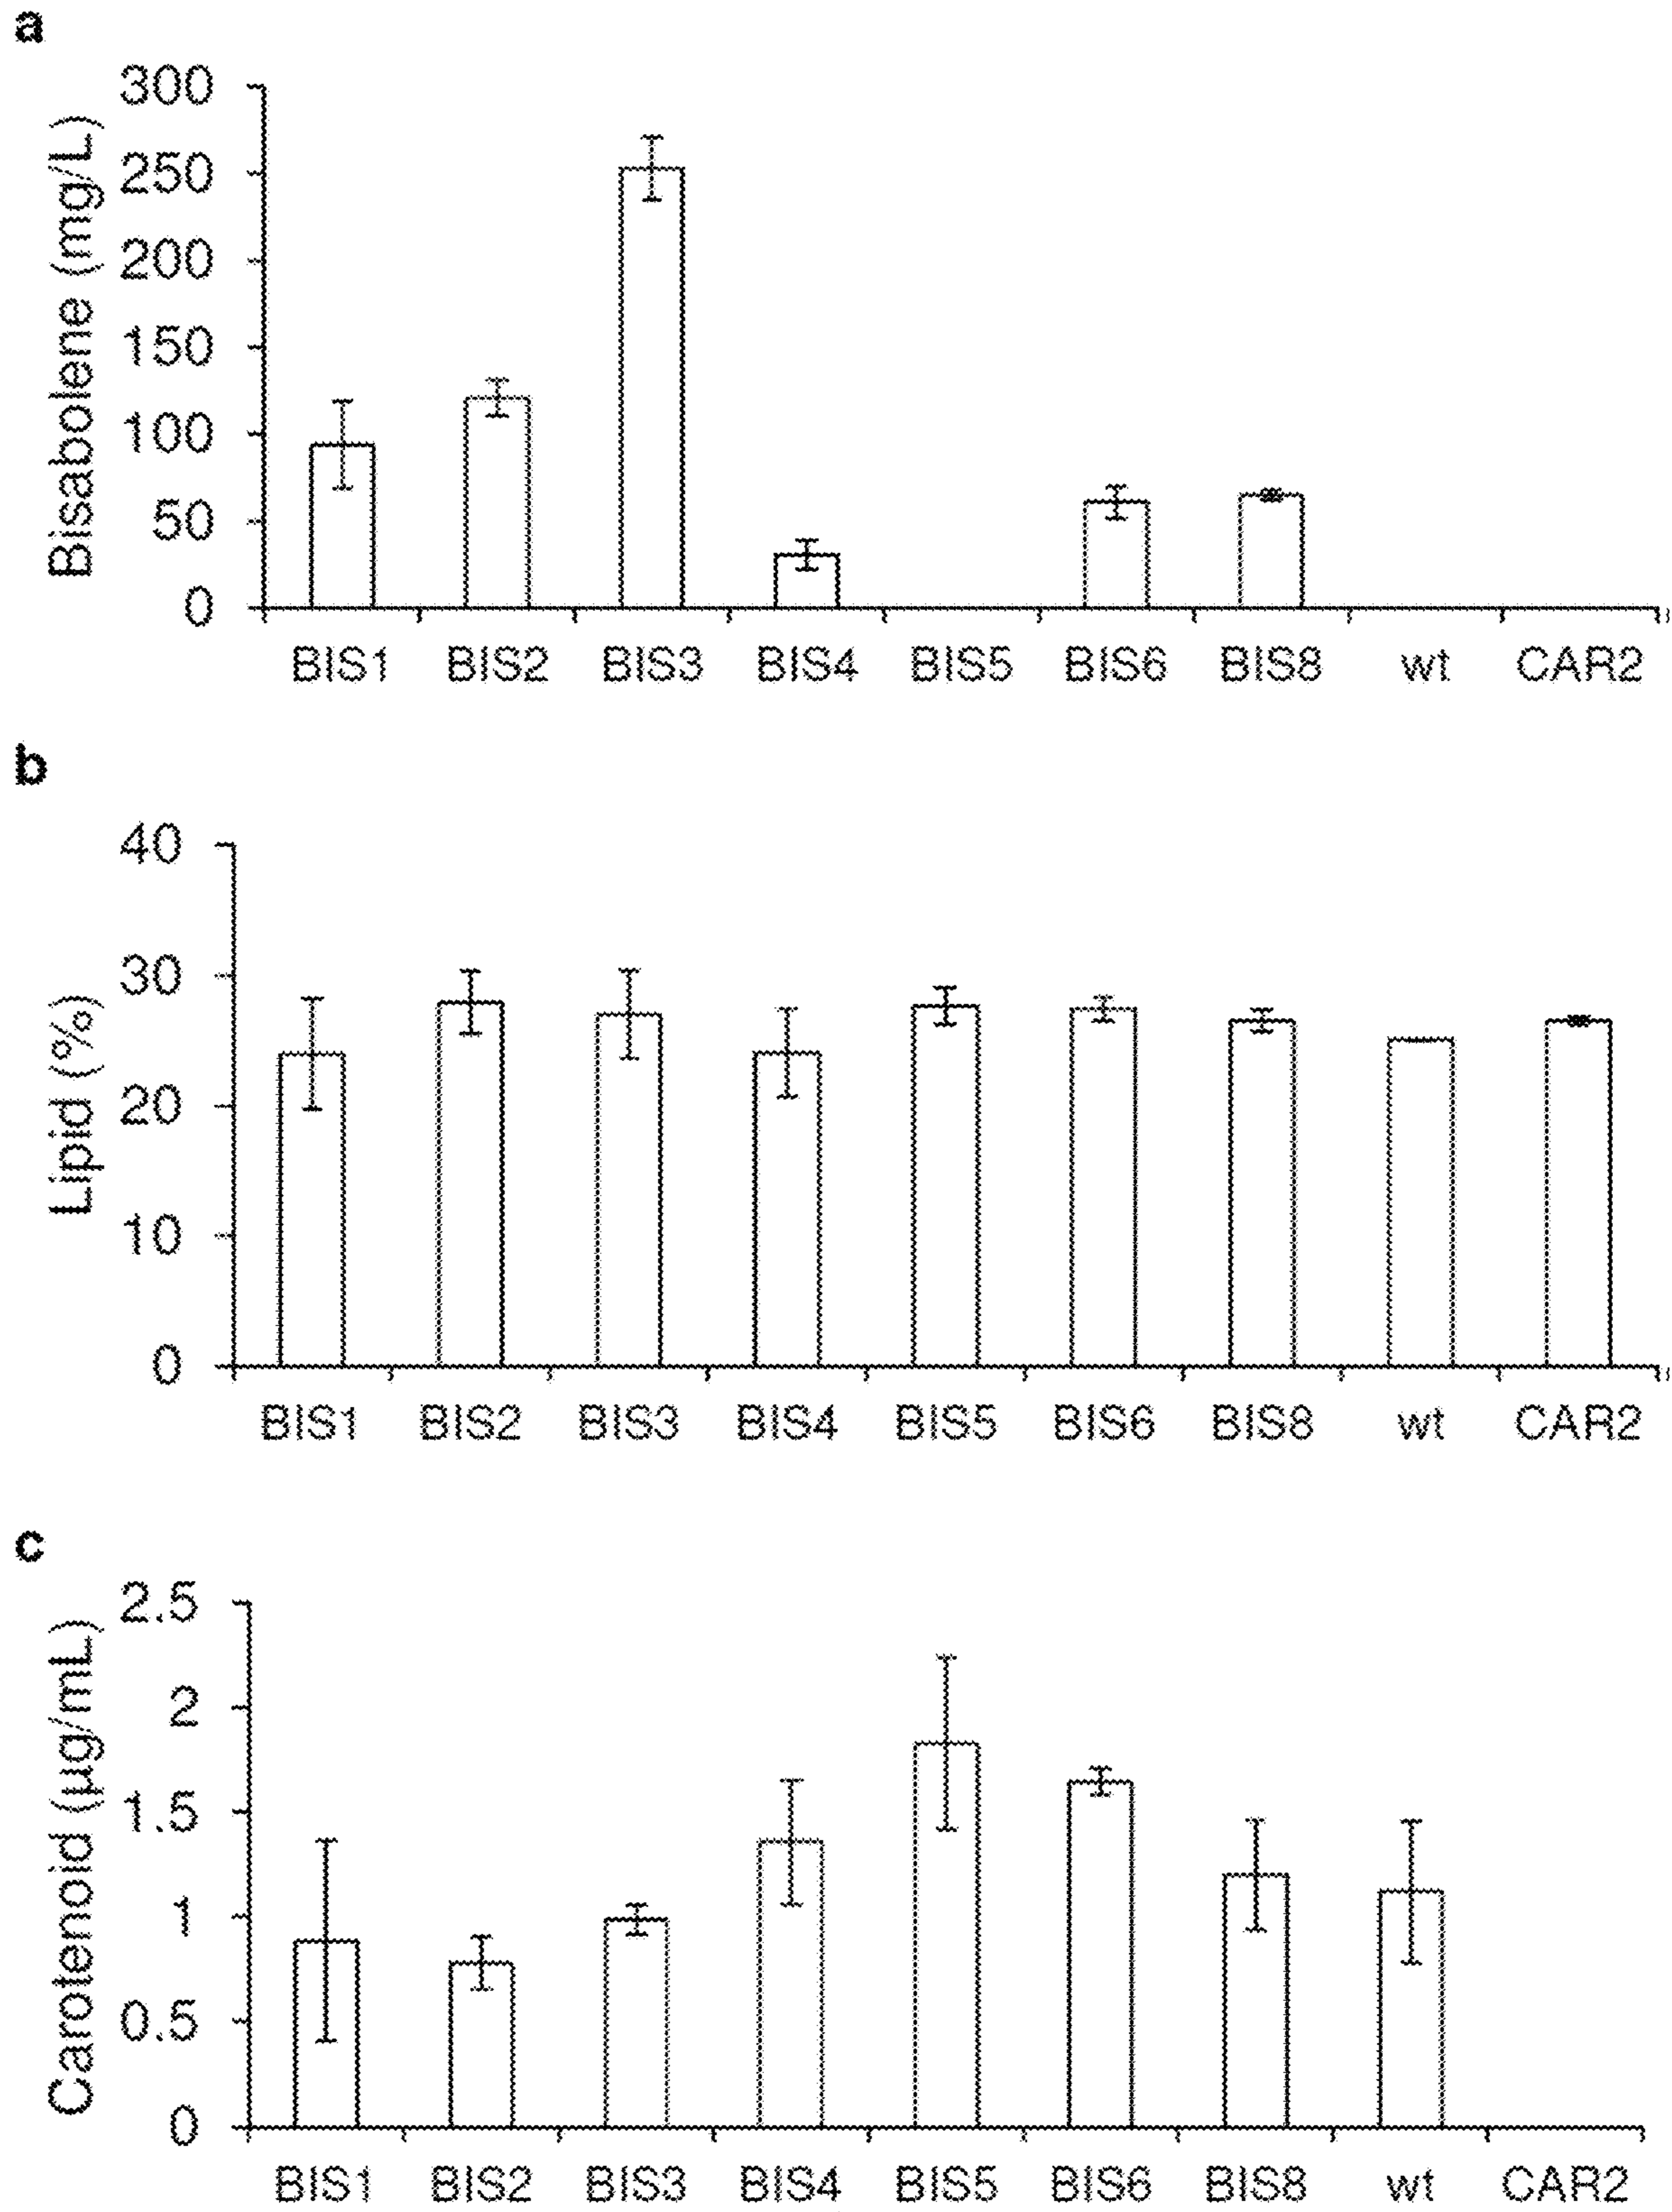 a
Bisabolene (mg/L)
300
250
200
150
100
50
0
BIS1 BIS2 BIS3 BIS4 BIS5 BIS6 BIS8 wt CAR2
b
Lipid (%)
40
30
20
10
0
BIS1 BIS2 BIS3 BIS4 BIS5 BIS6 BIS8 wt CAR2
c
Carotenoid (µg/mL)
2.5
2
1.5
1
0.5
0
BIS1 BIS2 BIS3 BIS4 BIS5 BIS6 BIS8 wt CAR2